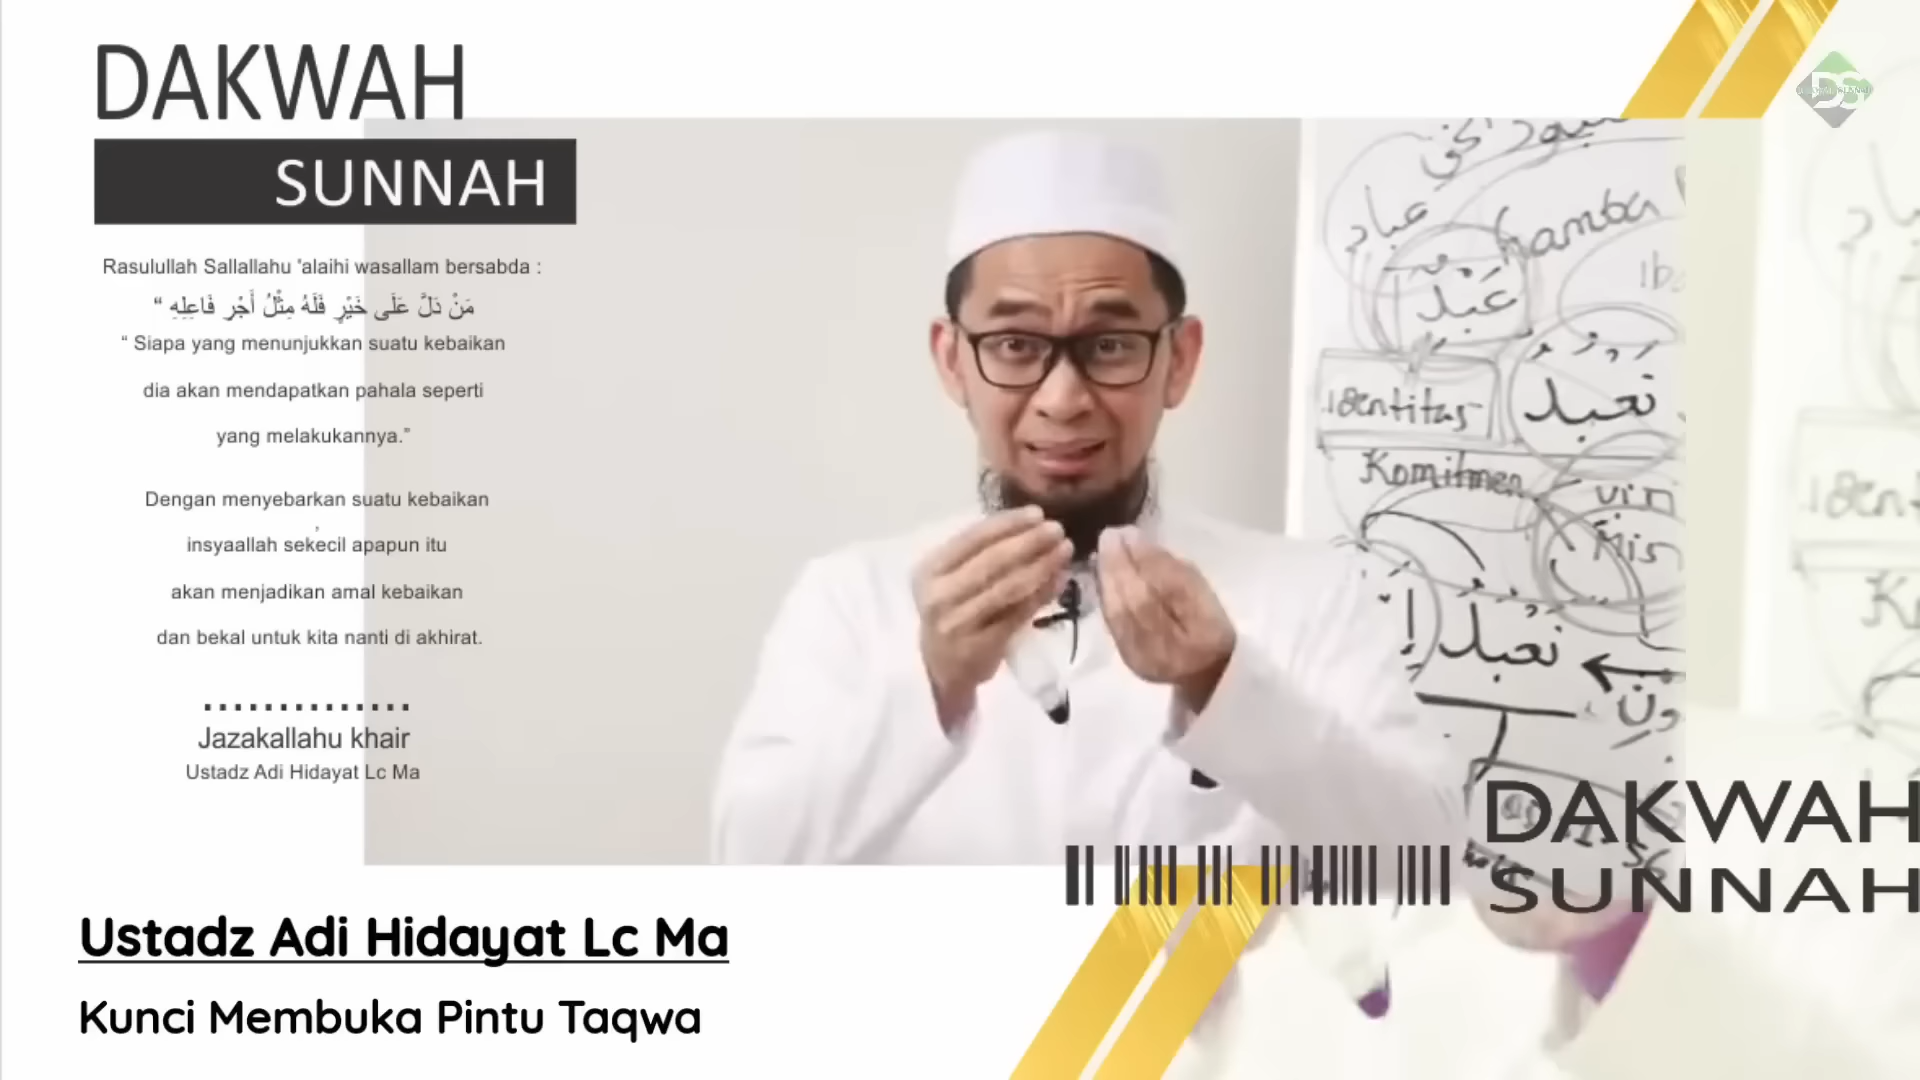 DAKWAH
SUNNAH
Rasulullah Sallallahu 'alaihi wasallam bersabda :
مَنْ دَلَّ عَلَى خَيْرٍ فَلَهُ مِثْلُ أَجْرِ فَاعِلِهِ “
“ Siapa yang menunjukkan suatu kebaikan
dia akan mendapatkan pahala seperti
yang melakukannya.”
Dengan menyebarkan suatu kebaikan
insyaallah sekecil apapun itu
akan menjadikan amal kebaikan
dan bekal untuk kita nanti di akhirat.
..............
Jazakallahu khair
Ustadz Adi Hidayat Lc Ma
Ustadz Adi Hidayat Lc Ma
Kunci Membuka Pintu Taqwa
DS
عباد
hamba
عَبْد
identitas
نَعْبُدُ
Komitmen
نَعْبُدُ
DAKWAH
SUNNAH